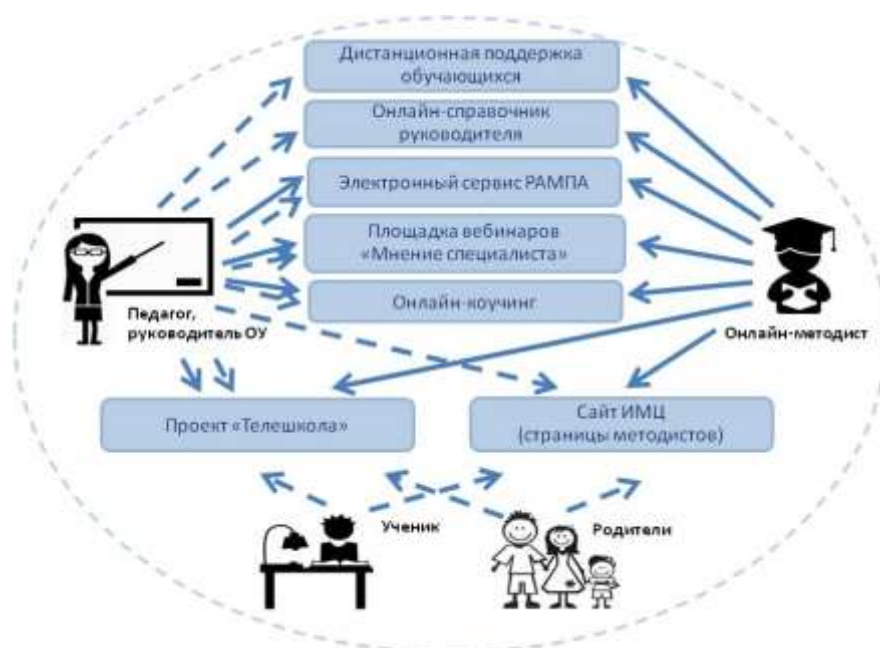 Дистанционная поддержка
обучающихся
Онлайн-справочник
руководителя
Электронный сервис РАМПА
Площадка вебинаров
«Мнение специалиста»
Онлайн-коучинг
Педагог,
руководитель ОУ
Онлайн-методист
Проект «Телешкола»
Сайт ИМЦ
(страницы методистов)
Ученик
Родители